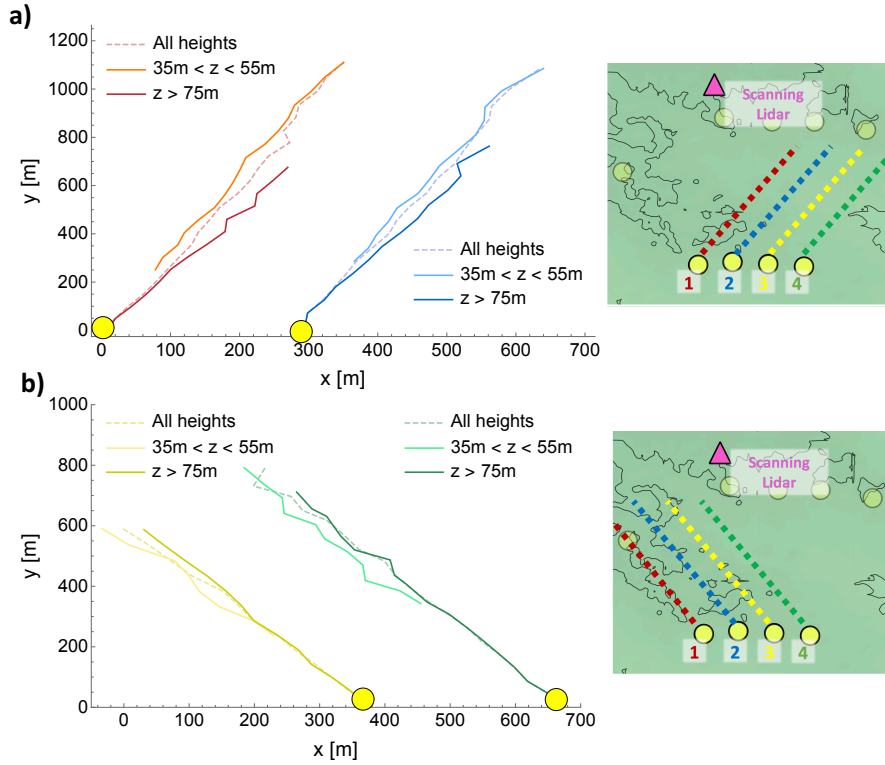 a)
1200
1000
800
600
400
200
0
y [m]
All heights
35m < z < 55m
z > 75m
All heights
35m < z < 55m
z > 75m
0 100 200 300 400 500 600 700
x [m]
Scanning
Lidar
1 2 3 4
b)
1000
800
600
400
200
0
y [m]
All heights
35m < z < 55m
z > 75m
All heights
35m < z < 55m
z > 75m
0 100 200 300 400 500 600 700
x [m]
Scanning
Lidar
1 2 3 4